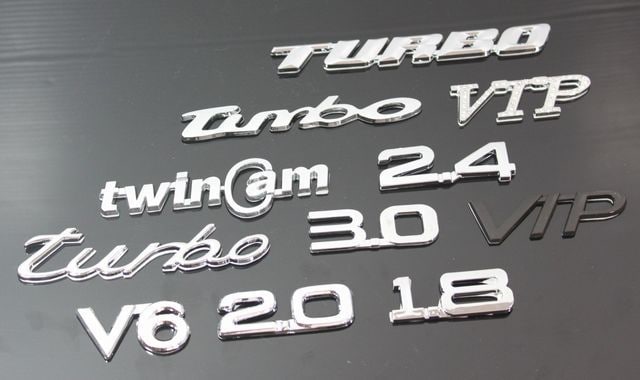 TURBO
turbo VIP
twinCam 2.4
turbo 3.0 VIP
V6 2.0 1.8